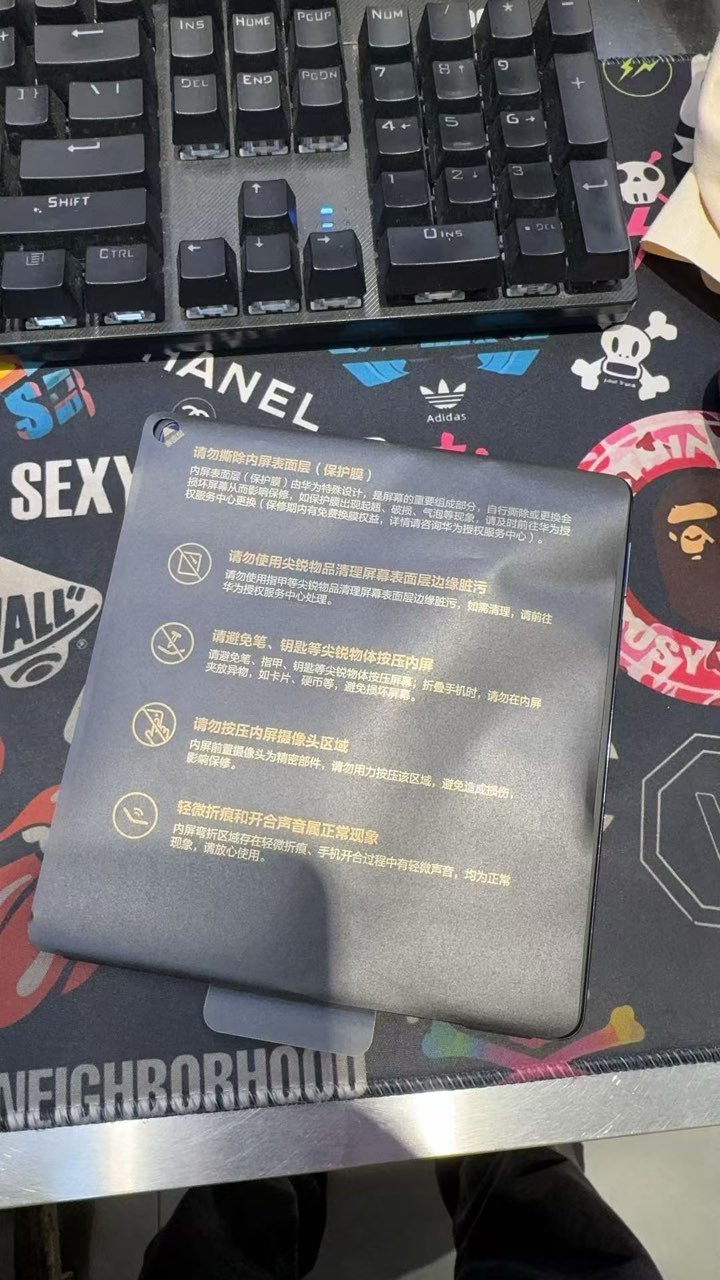 INS HOME PGUP NUM / * -
DEL END PGDN 7 8↑ 9 +
] } \ |
4← 5 6→
SHIFT ↑ 1 2↓ 3
CTRL ← ↓ → 0 INS . DEL
CHANEL
Adidas
SEXY
WALL
请勿撕除内屏表面层（保护膜）
内屏表面层（保护膜）由华为特殊设计，是屏幕的重要组成部分，自行撕除或更换会
损坏屏幕从而影响保修，如保护膜出现起翘、破损、气泡等现象，请及时前往华为授
权服务中心更换（保修期内有免费换膜权益，详情请咨询华为授权服务中心）。
请勿使用尖锐物品清理屏幕表面层边缘脏污
请勿使用指甲等尖锐物品清理屏幕表面层边缘脏污，如需清理，请前往
华为授权服务中心处理。
请避免笔、钥匙等尖锐物体按压内屏
请避免笔、指甲、钥匙等尖锐物体按压屏幕；折叠手机时，请勿在内屏
夹放异物，如卡片、硬币等，避免损坏屏幕。
请勿按压内屏摄像头区域
内屏前置摄像头为精密部件，请勿用力按压该区域，避免造成损伤，
影响保修。
轻微折痕和开合声音属正常现象
内屏弯折区域存在轻微折痕、手机开合过程中有轻微声音，均为正常
现象，请放心使用。
NEIGHBORHOOD